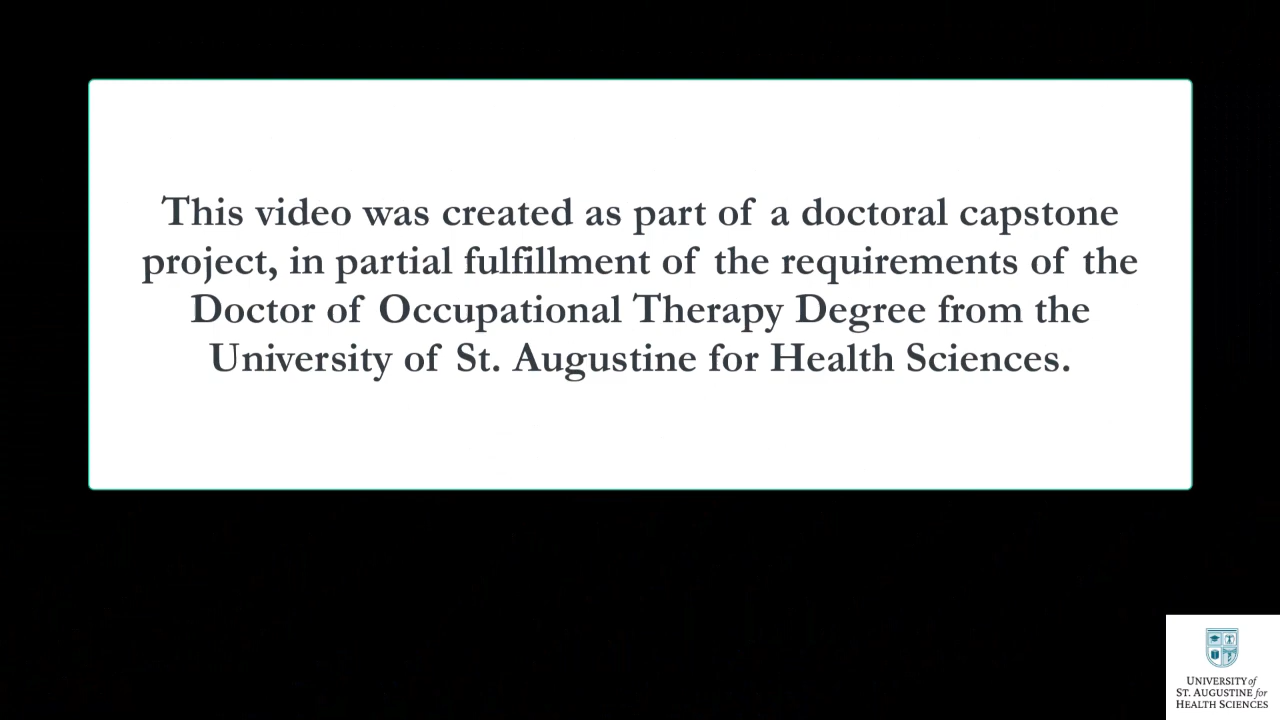 This video was created as part of a doctoral capstone
project, in partial fulfillment of the requirements of the
Doctor of Occupational Therapy Degree from the
University of St. Augustine for Health Sciences.
UNIVERSITY of
ST. AUGUSTINE for
HEALTH SCIENCES